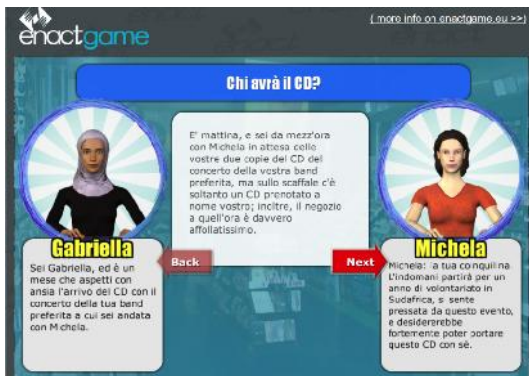 enactgame
( more info on enactgame.eu >>)
Chi avrà il CD?
E' mattina, e sei da mezz'ora
con Michela in attesa delle
vostre due copie del CD del
concerto della vostra band
preferita, ma sullo scaffale c'è
soltanto un CD prenotato a
nome vostro; inoltre, il negozio
a quell'ora è davvero
affollatissimo.
Gabriella
Back
Next
Michela
Sei Gabriella, ed è un
mese che aspetti con
ansia l'arrivo del CD con il
concerto della tua band
preferita a cui sei andata
con Michela.
Michela: la tua conquilina
L'indomani partirà per un
anno di volontariato in
Sudafrica, si sente
pressata da questo evento,
e desidererebbe
fortemente poter portare
questo CD con sè.